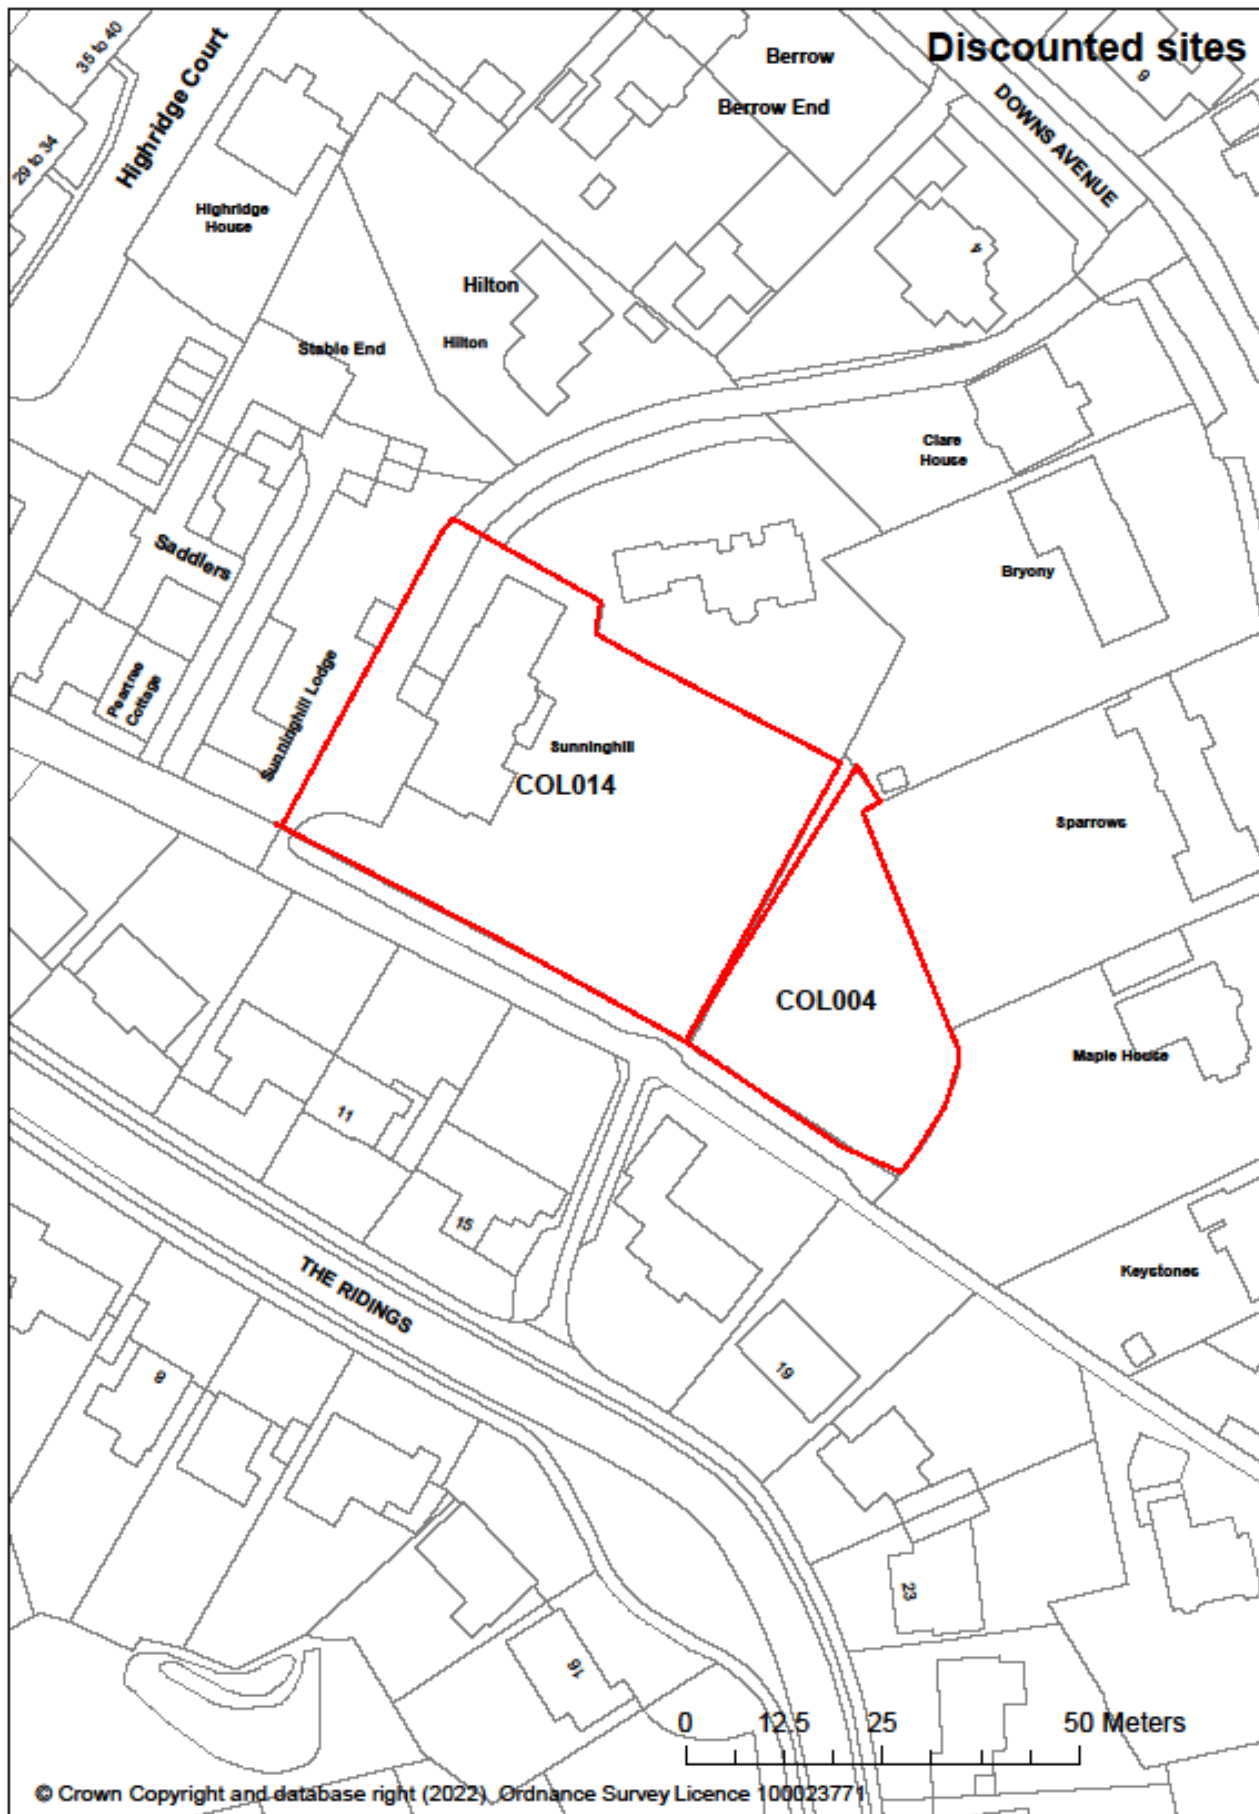 Discounted sites
35 to 40
Highridge Court
29 to 34
Berrow
Berrow End
DOWNS AVENUE
9
4
Highridge
House
Hilton
Hilton
Stable End
Clare
House
Bryony
Saddlers
Peartree
Cottage
Sunninghill Lodge
Sunninghill
COL014
Sparrows
COL004
Maple House
11
15
Keystones
THE RIDINGS
19
8
23
16
0 12.5 25 50 Meters
© Crown Copyright and database right (2022). Ordnance Survey Licence 100023771